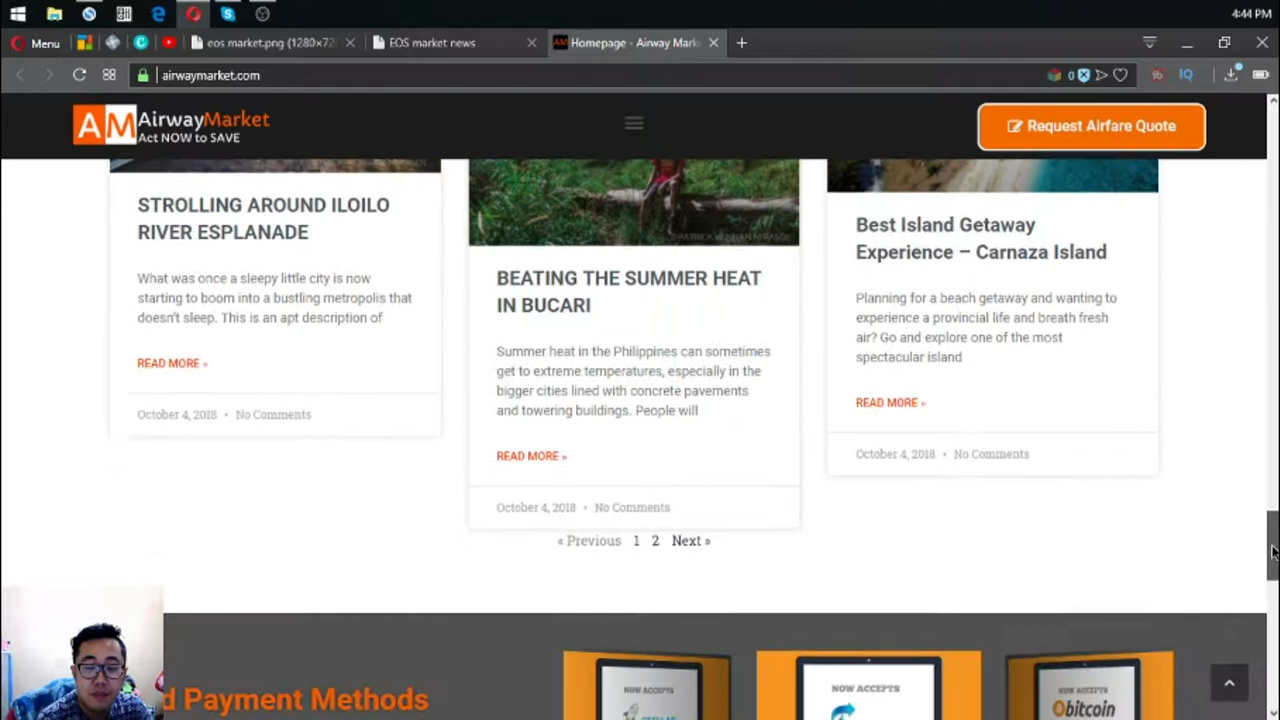 4:44 PM
Menu
eos market.png (1280×72
EOS market news
Homepage - Airway Mark
airwaymarket.com
0
IQ
AM AirwayMarket
Act NOW to SAVE
Request Airfare Quote
STROLLING AROUND ILOILO
RIVER ESPLANADE
What was once a sleepy little city is now
starting to boom into a bustling metropolis that
doesn't sleep. This is an apt description of
READ MORE »
October 4, 2018 • No Comments
BEATING THE SUMMER HEAT
IN BUCARI
Summer heat in the Philippines can sometimes
get to extreme temperatures, especially in the
bigger cities lined with concrete pavements
and towering buildings. People will
READ MORE »
October 4, 2018 • No Comments
Best Island Getaway
Experience – Carnaza Island
Planning for a beach getaway and wanting to
experience a provincial life and breath fresh
air? Go and explore one of the most
spectacular island
READ MORE »
October 4, 2018 • No Comments
« Previous 1 2 Next »
d Payment Methods
NOW ACCEPTS
NOW ACCEPTS
NOW ACCEPTS
bitcoin